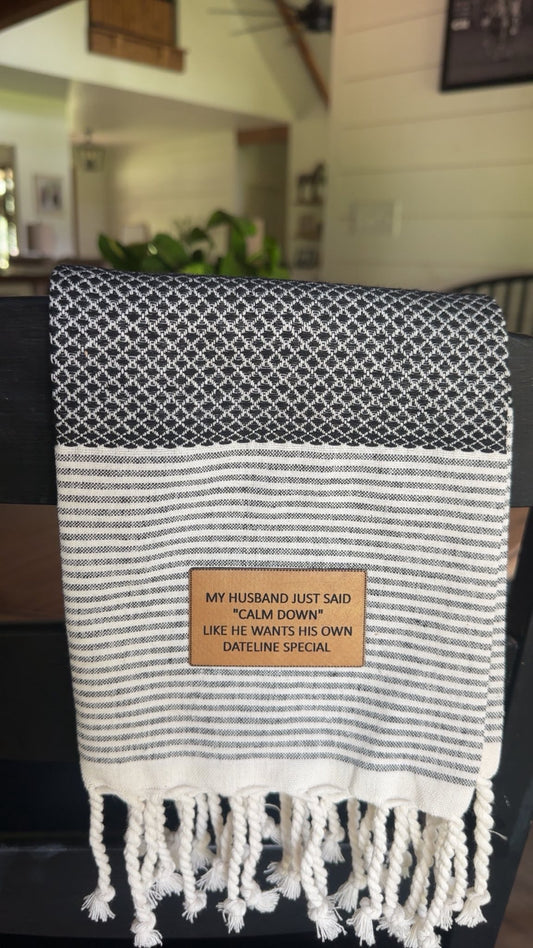 MY HUSBAND JUST SAID
"CALM DOWN"
LIKE HE WANTS HIS OWN
DATELINE SPECIAL